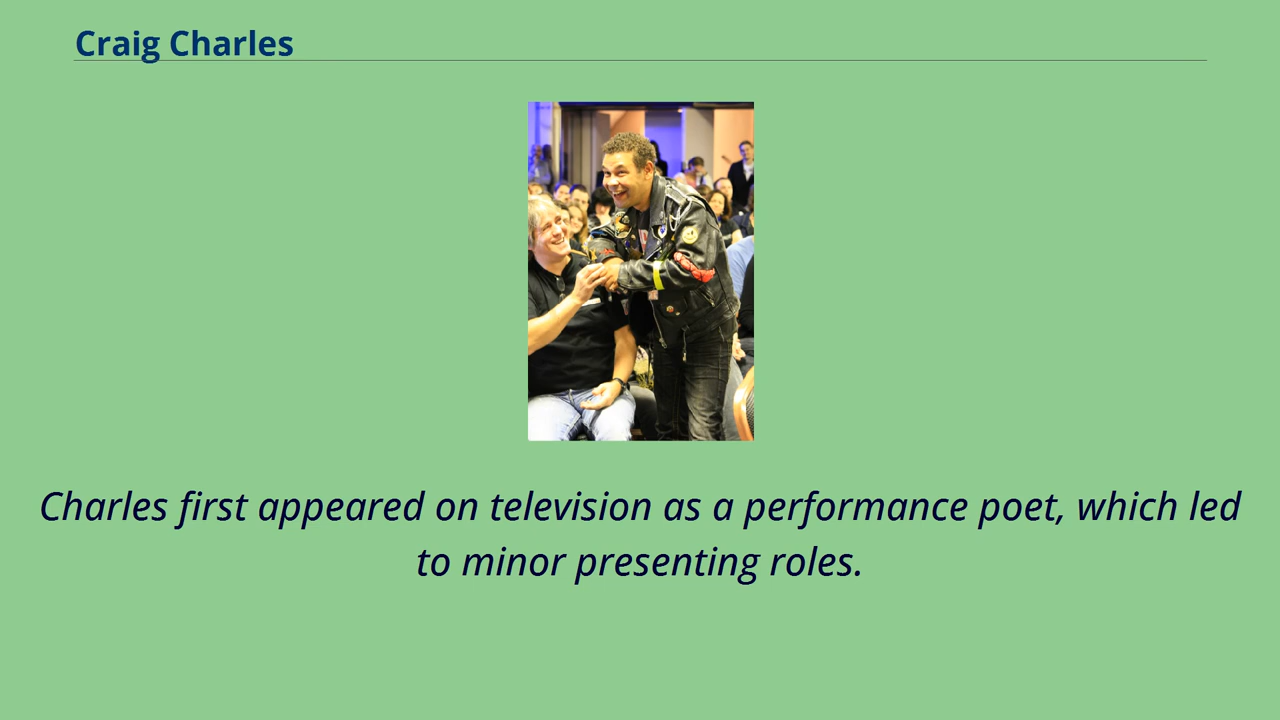 Craig Charles
Charles first appeared on television as a performance poet, which led
to minor presenting roles.